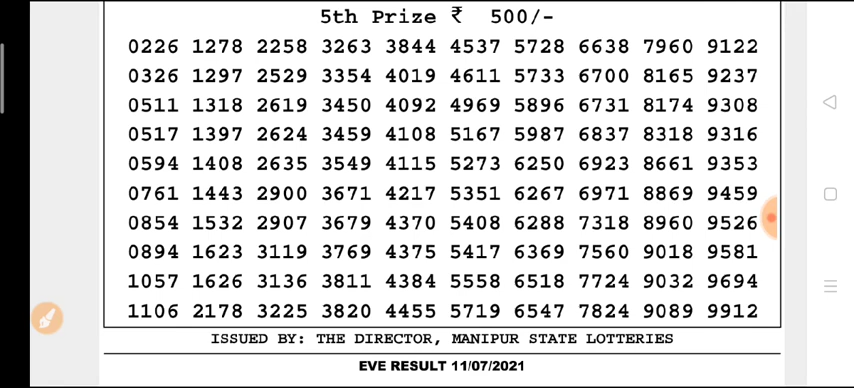 5th Prize ₹ 500/-
0226 1278 2258 3263 3844 4537 5728 6638 7960 9122
0326 1297 2529 3354 4019 4611 5733 6700 8165 9237
0511 1318 2619 3450 4092 4969 5896 6731 8174 9308
0517 1397 2624 3459 4108 5167 5987 6837 8318 9316
0594 1408 2635 3549 4115 5273 6250 6923 8661 9353
0761 1443 2900 3671 4217 5351 6267 6971 8869 9459
0854 1532 2907 3679 4370 5408 6288 7318 8960 9526
0894 1623 3119 3769 4375 5417 6369 7560 9018 9581
1057 1626 3136 3811 4384 5558 6518 7724 9032 9694
1106 2178 3225 3820 4455 5719 6547 7824 9089 9912
ISSUED BY: THE DIRECTOR, MANIPUR STATE LOTTERIES
EVE RESULT 11/07/2021